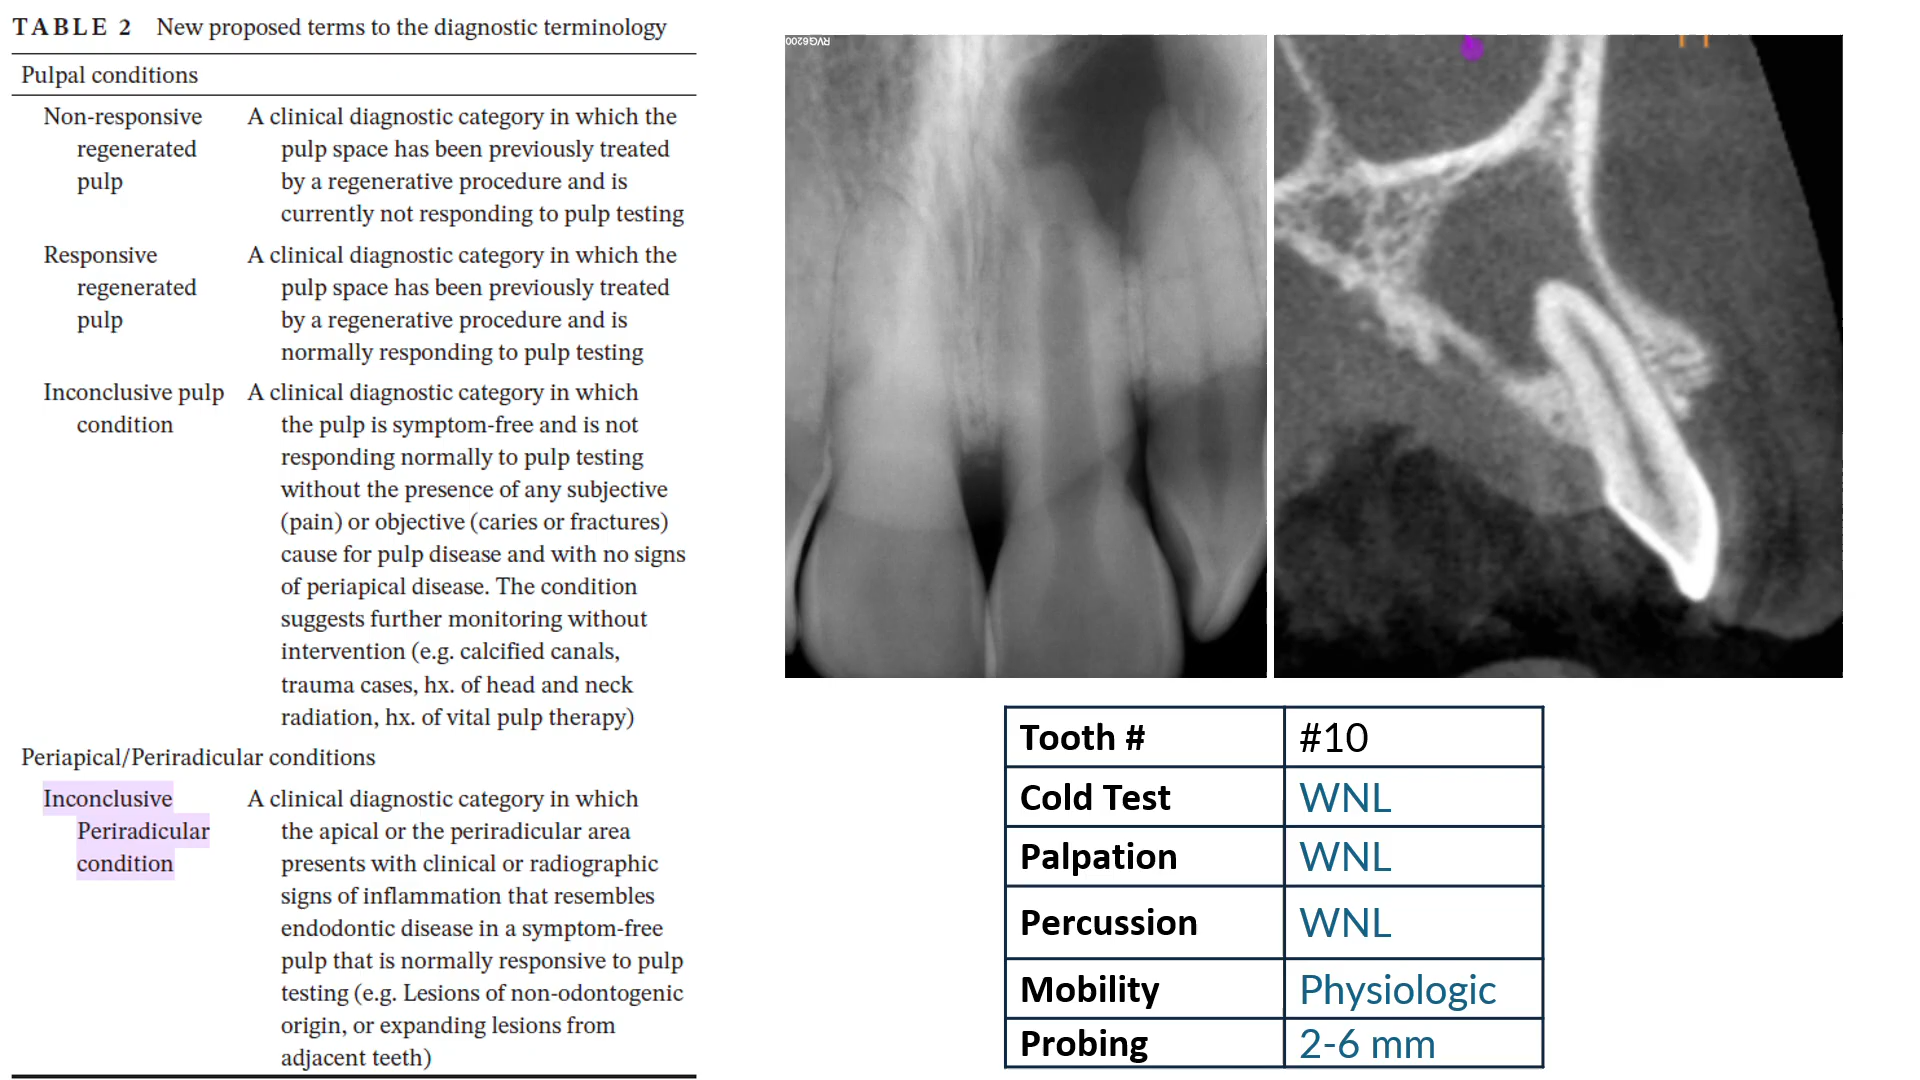 TABLE 2 New proposed terms to the diagnostic terminology
Pulpal conditions
Non-responsive regenerated pulp
A clinical diagnostic category in which the
pulp space has been previously treated
by a regenerative procedure and is
currently not responding to pulp testing
Responsive regenerated pulp
A clinical diagnostic category in which the
pulp space has been previously treated
by a regenerative procedure and is
normally responding to pulp testing
Inconclusive pulp condition
A clinical diagnostic category in which
the pulp is symptom-free and is not
responding normally to pulp testing
without the presence of any subjective
(pain) or objective (caries or fractures)
cause for pulp disease and with no signs
of periapical disease. The condition
suggests further monitoring without
intervention (e.g. calcified canals,
trauma cases, hx. of head and neck
radiation, hx. of vital pulp therapy)
Periapical/Periradicular conditions
Inconclusive Periradicular condition
A clinical diagnostic category in which
the apical or the periradicular area
presents with clinical or radiographic
signs of inflammation that resembles
endodontic disease in a symptom-free
pulp that is normally responsive to pulp
testing (e.g. Lesions of non-odontogenic
origin, or expanding lesions from
adjacent teeth)
RVG6200
Tooth # #10
Cold Test WNL
Palpation WNL
Percussion WNL
Mobility Physiologic
Probing 2-6 mm